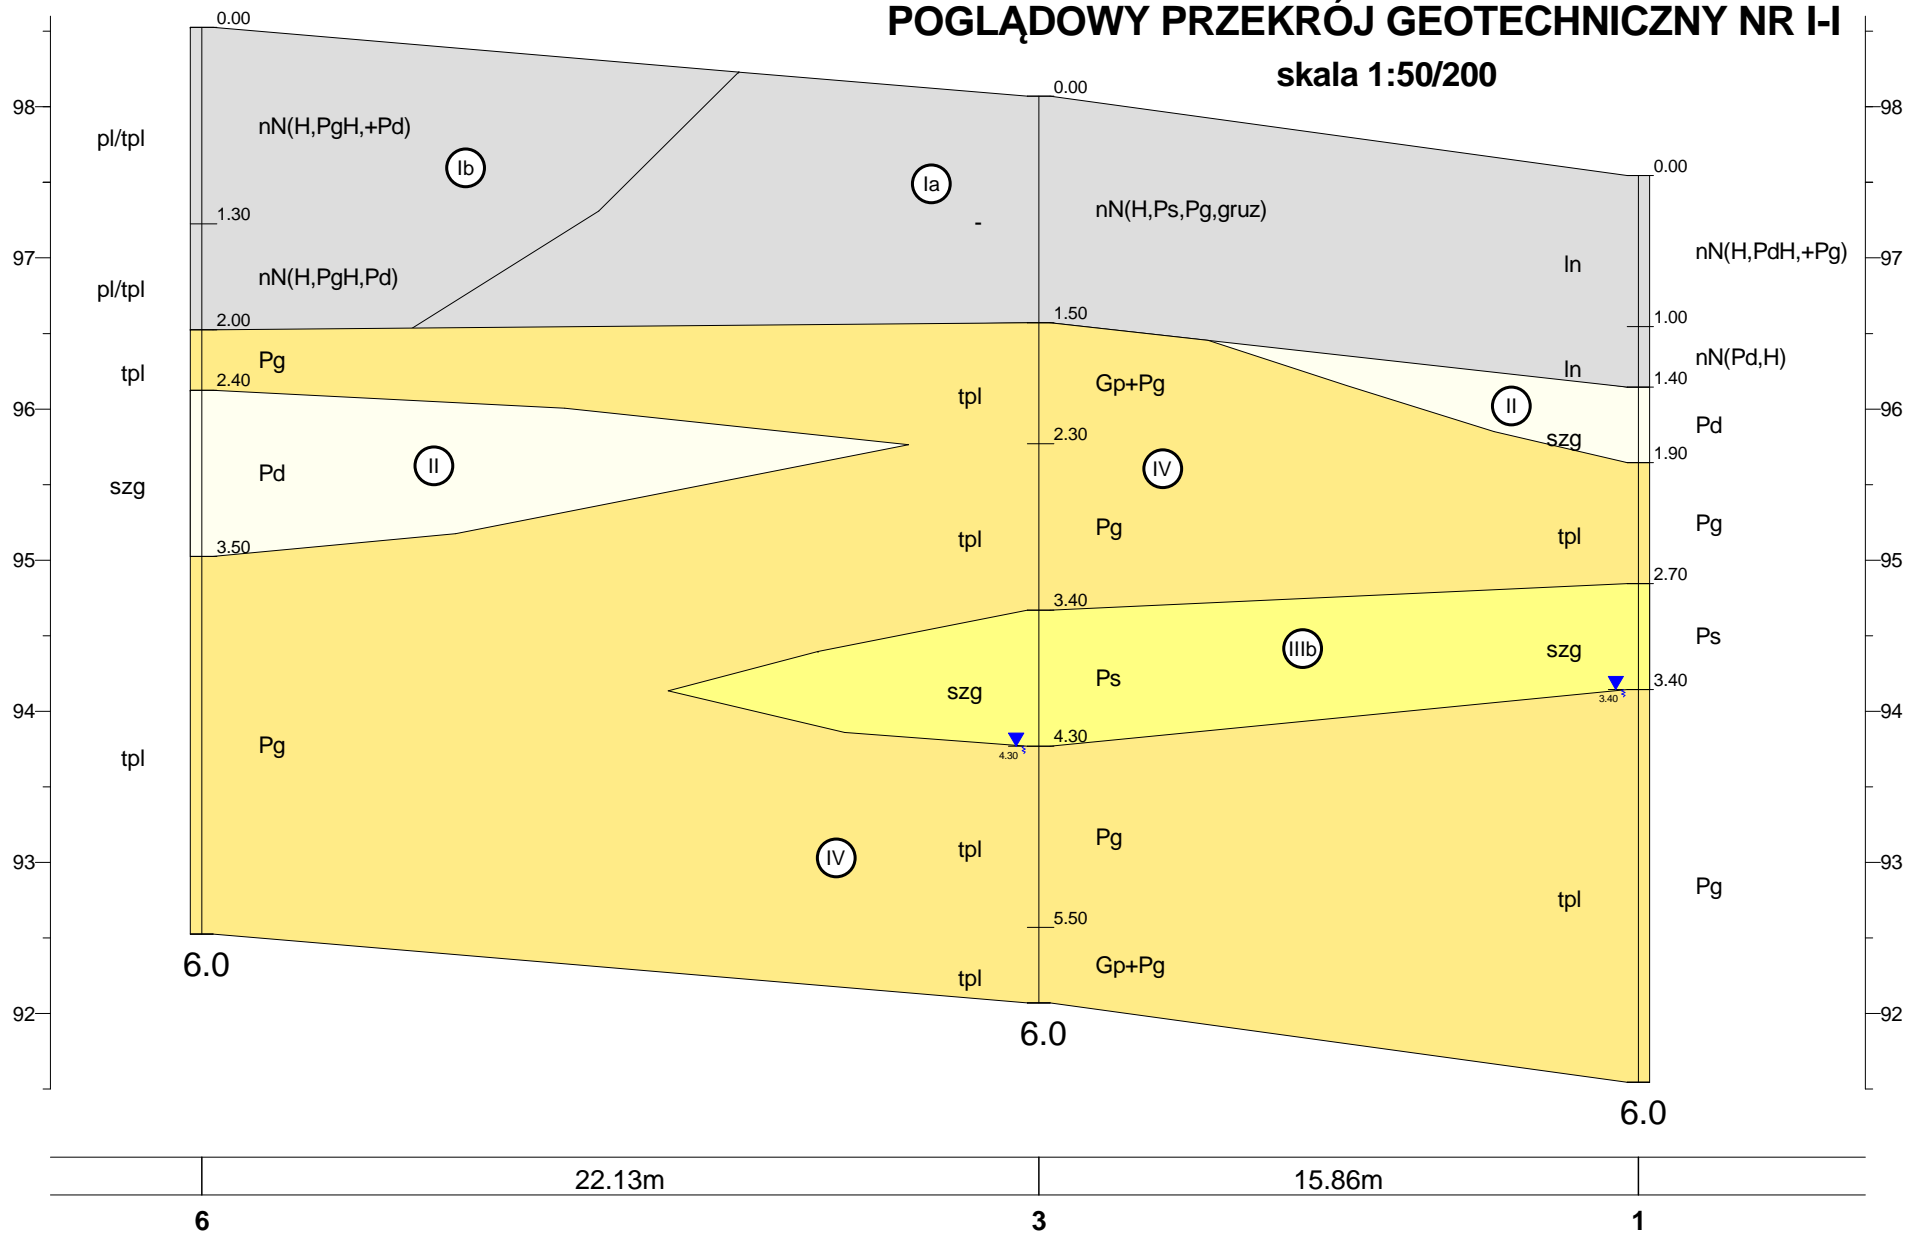 POGLĄDOWY PRZEKRÓJ GEOTECHNICZNY NR I-I
skala 1:50/200
0.00
0.00
0.00
98
98
pl/tpl
nN(H,PgH,+Pd)
Ib
Ia
1.30
-
nN(H,Ps,Pg,gruz)
ln
nN(H,PdH,+Pg)
97
97
pl/tpl
nN(H,PgH,Pd)
2.00
1.50
1.00
tpl
Pg
ln
nN(Pd,H)
2.40
tpl
Gp+Pg
1.40
96
96
II
Pd
szg
2.30
1.90
szg
Pd
II
IV
tpl
Pg
tpl
Pg
3.50
95
95
2.70
3.40
szg
Ps
IIIb
szg
Ps
3.40
3.40
94
94
4.30
4.30
tpl
Pg
tpl
Pg
IV
93
93
tpl
Pg
5.50
6.0
tpl
Gp+Pg
92
92
6.0
6.0
22.13m
15.86m
6
3
1